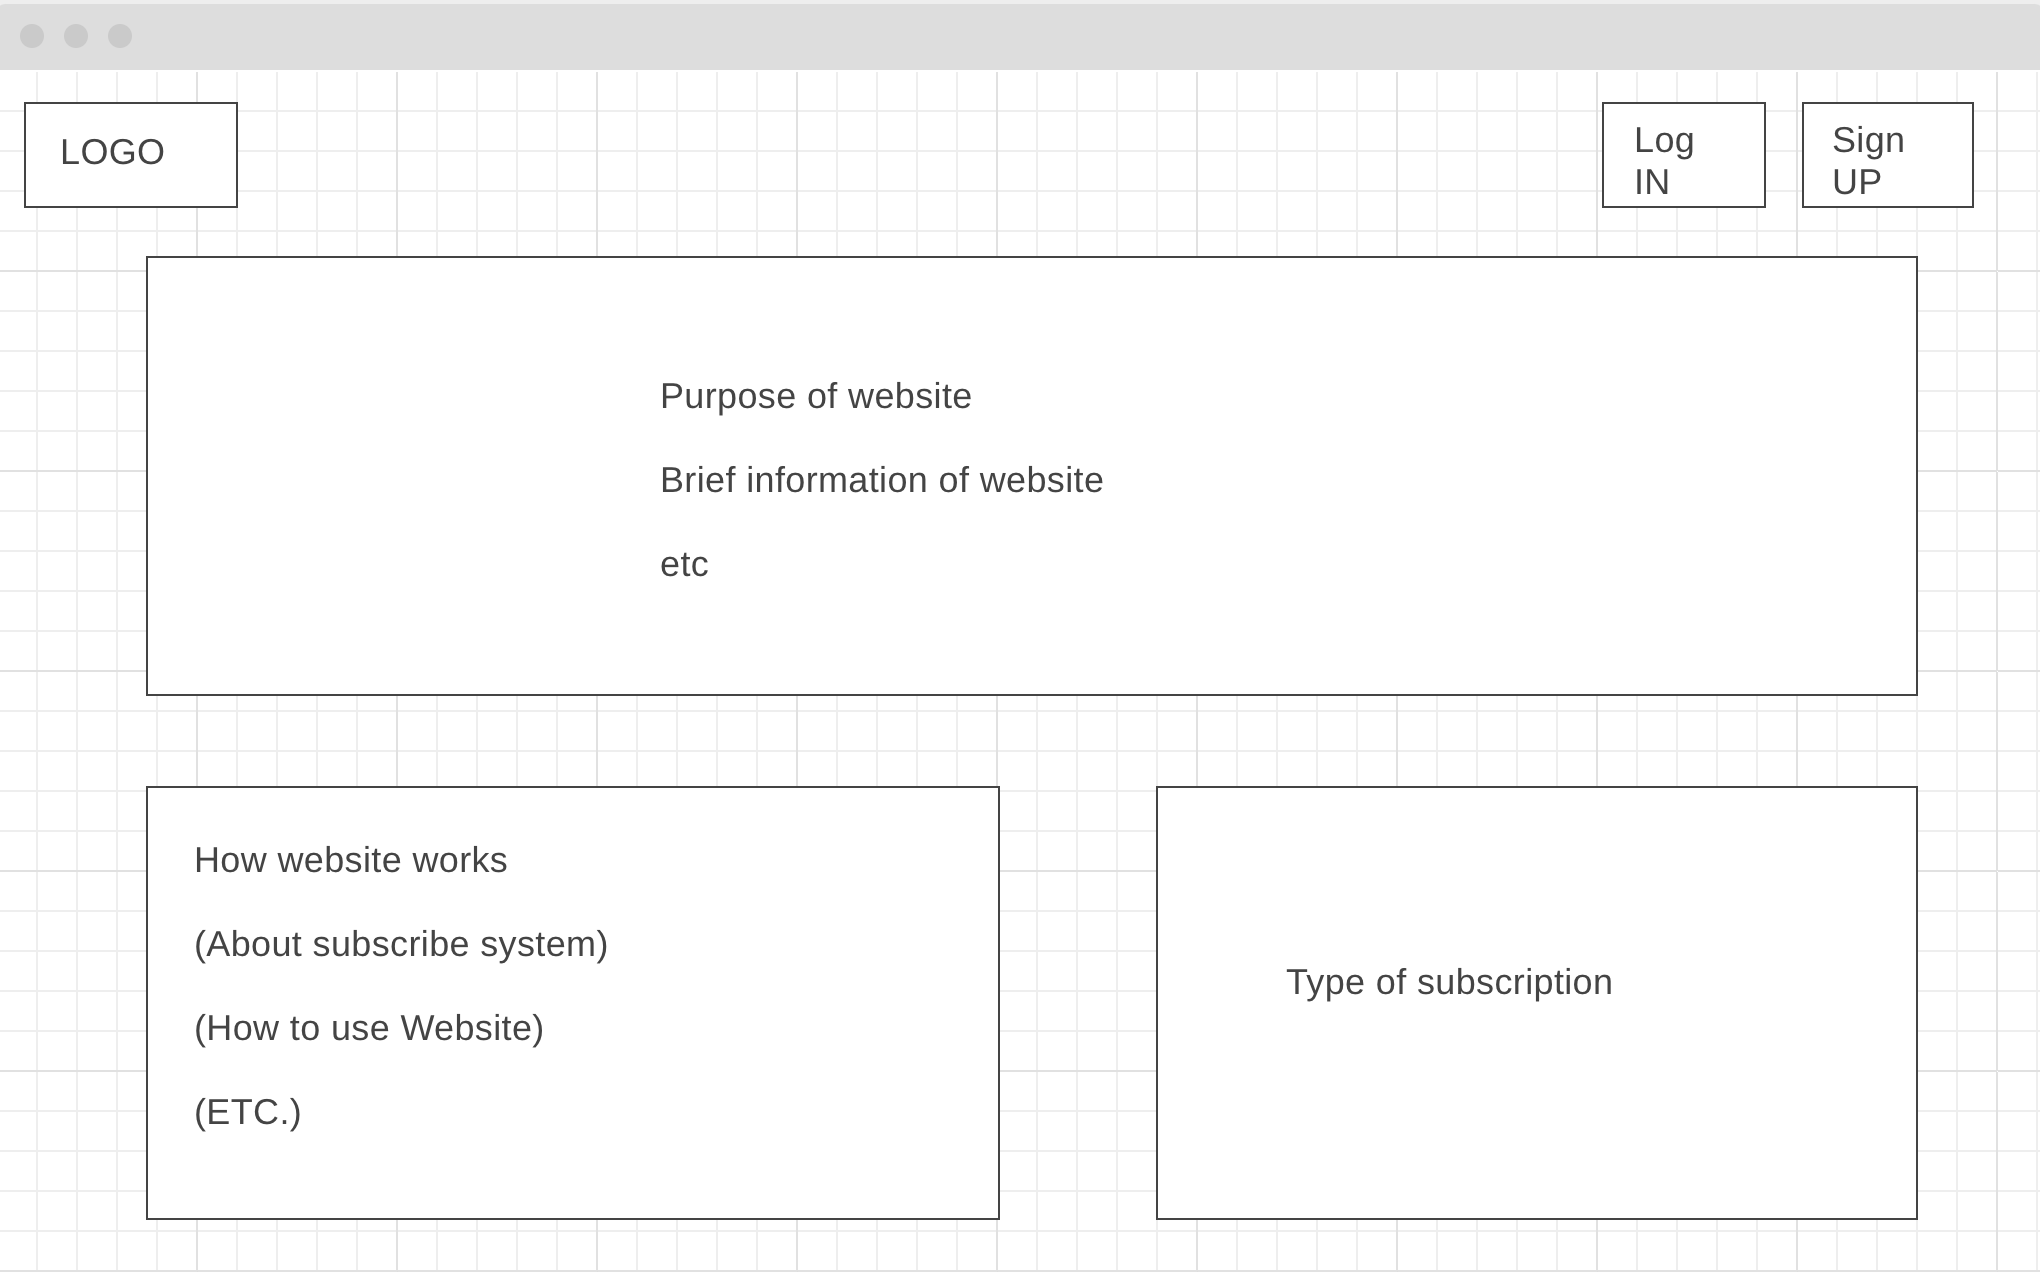 LOGO
Log
IN
Sign
UP
Purpose of website
Brief information of website
etc
How website works
(About subscribe system)
(How to use Website)
(ETC.)
Type of subscription